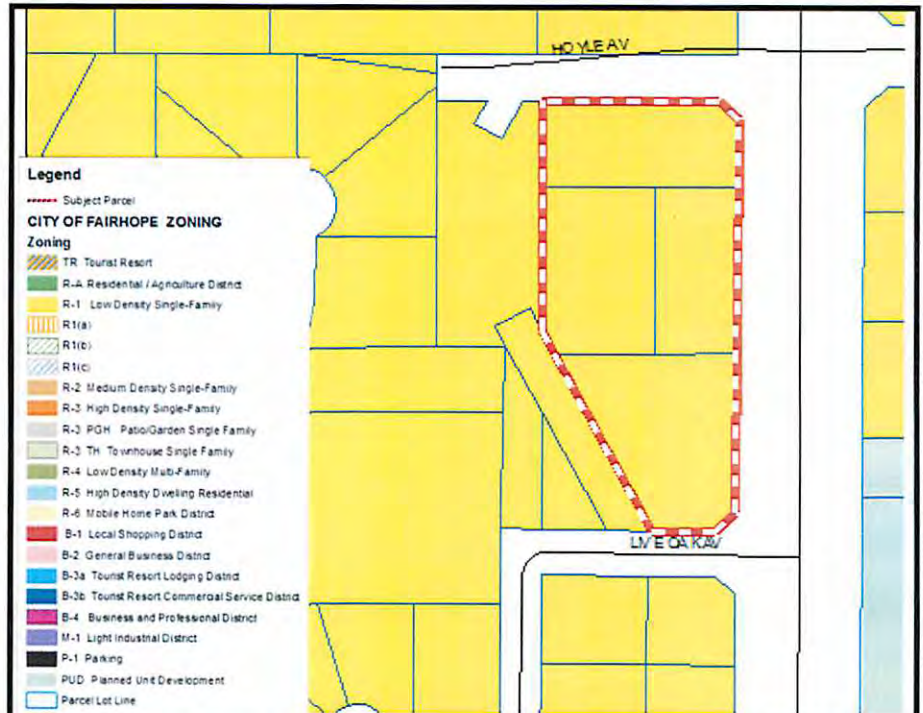 HOYLE AV
Legend
Subject Parcel
CITY OF FAIRHOPE ZONING
Zoning
TR Tourist Resort
R-A Residential / Agriculture District
R-1 Low Density Single-Family
R1(a)
R1(b)
R1(c)
R-2 Medium Density Single-Family
R-3 High Density Single-Family
R-3 PGH Patio/Garden Single Family
R-3 TH Townhouse Single Family
R-4 Low Density Multi-Family
R-5 High Density Dwelling Residential
R-6 Mobile Home Park District
B-1 Local Shopping District
B-2 General Business District
B-3a Tourist Resort Lodging District
B-3b Tourist Resort Commercial Service District
B-4 Business and Professional District
M-1 Light Industrial District
P-1 Parking
PUD Planned Unit Development
Parcel Lot Line
LIVE OAK AV